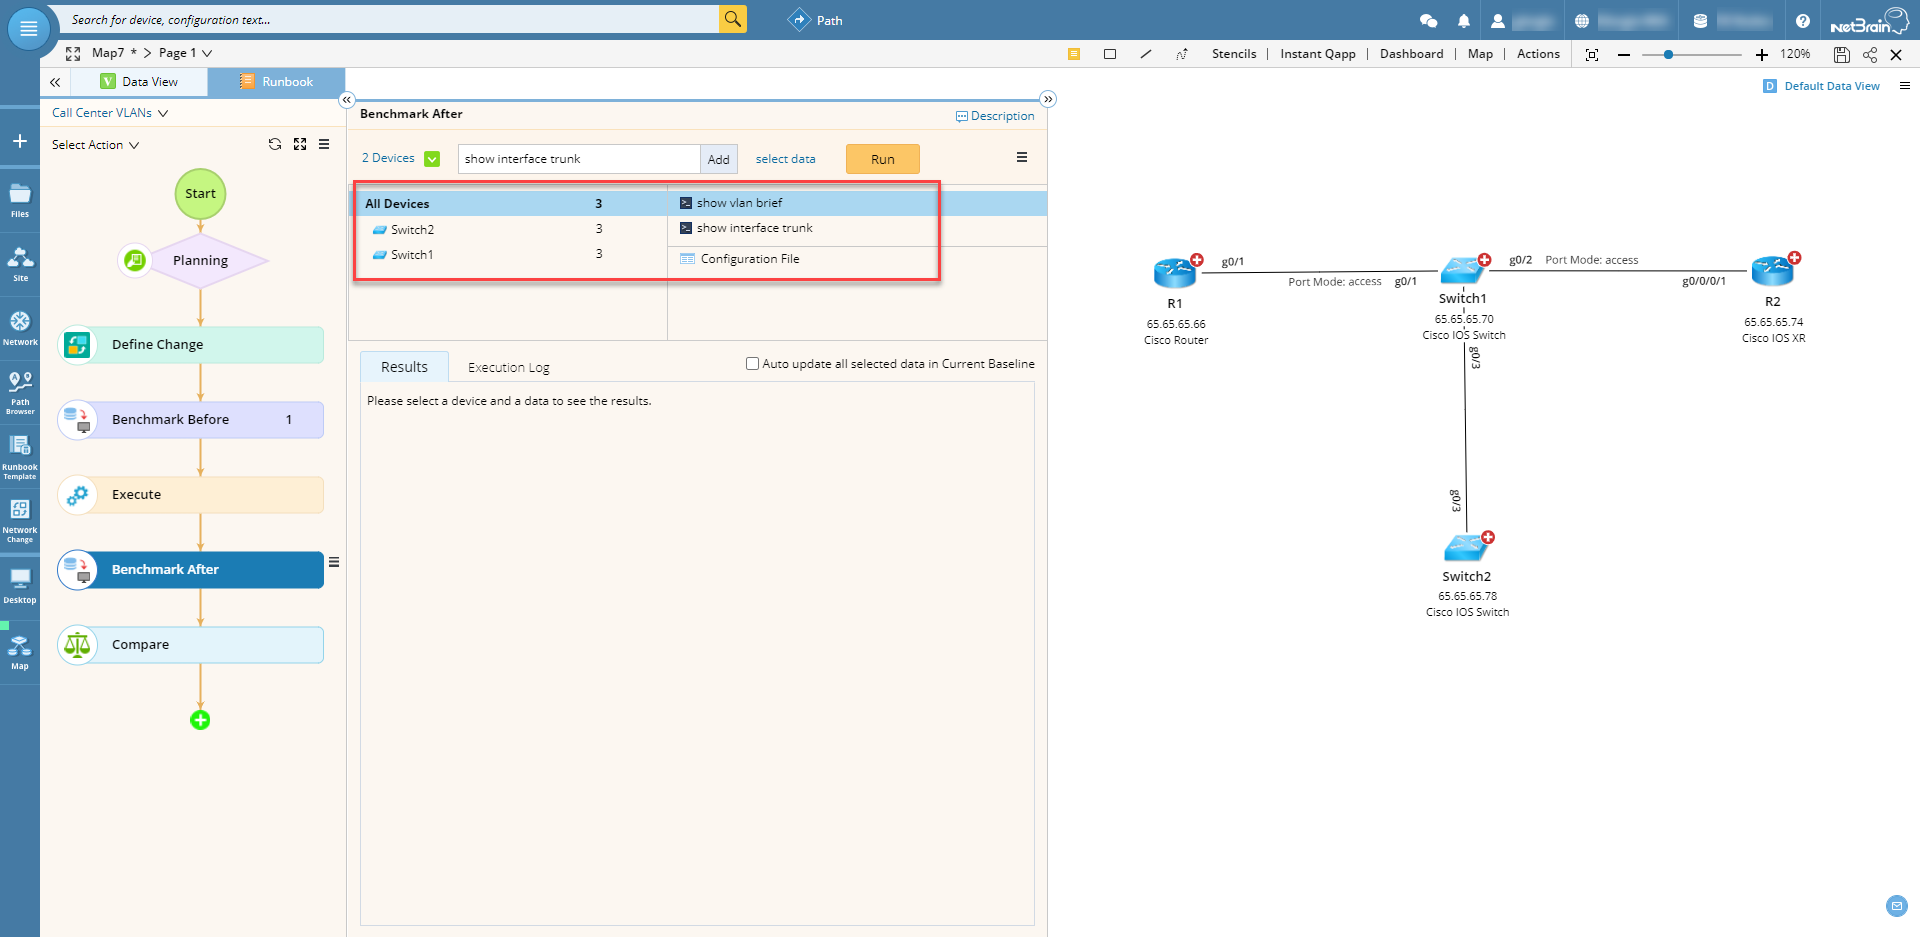 Search for device, configuration text...
Path
NetBrain
Map7 * > Page 1
Stencils | Instant Qapp | Dashboard | Map | Actions
120%
Data View
Runbook
Call Center VLANs
Select Action
Start
Planning
Define Change
Benchmark Before 1
Execute
Benchmark After
Compare
Files
Site
Network
Path
Browser
Runbook
Template
Network
Change
Desktop
Map
Benchmark After
Description
2 Devices
show interface trunk
Add
select data
Run
All Devices 3
Switch2 3
Switch1 3
show vlan brief
show interface trunk
Configuration File
Results
Execution Log
Auto update all selected data in Current Baseline
Please select a device and a data to see the results.
D Default Data View
g0/1
Port Mode: access g0/1
g0/2 Port Mode: access
g0/0/0/1
R1
65.65.65.66
Cisco Router
Switch1
65.65.65.70
Cisco IOS Switch
R2
65.65.65.74
Cisco IOS XR
g0/3
g0/3
Switch2
65.65.65.78
Cisco IOS Switch